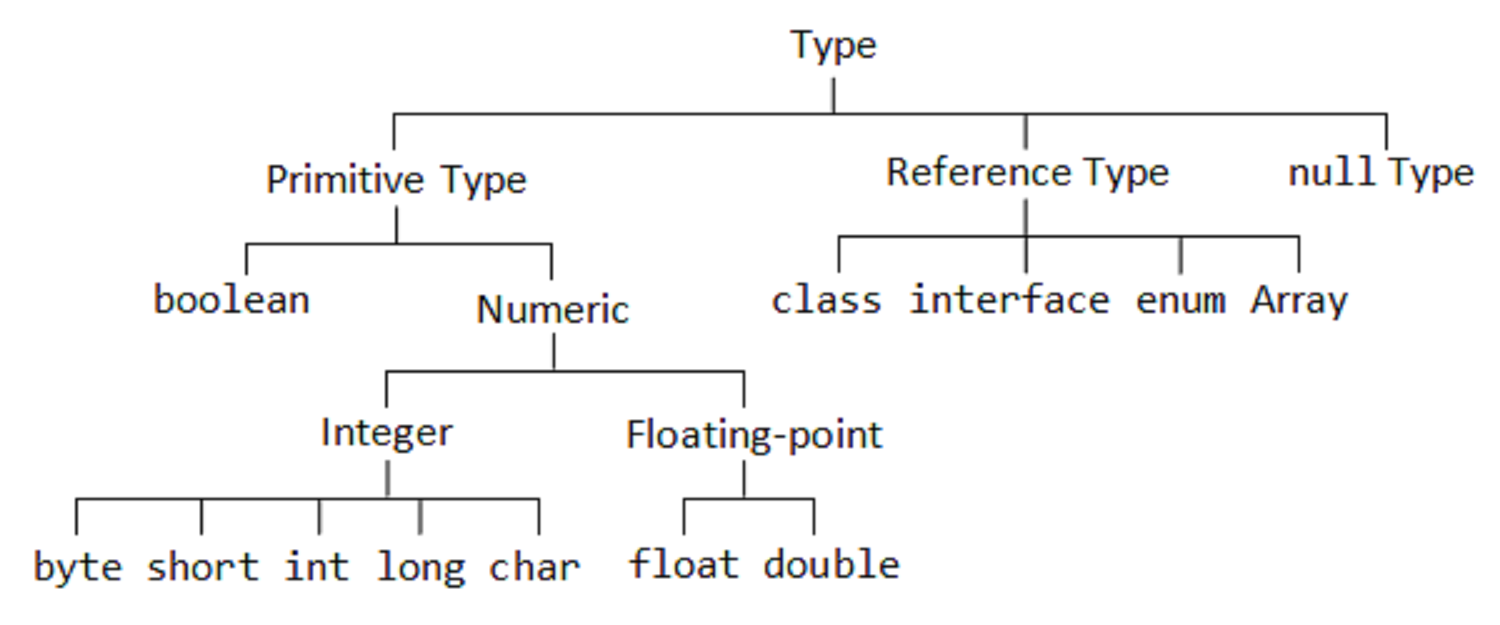 Type
Primitive Type Reference Type null Type
boolean Numeric class interface enum Array
Integer Floating-point
byte short int long char float double